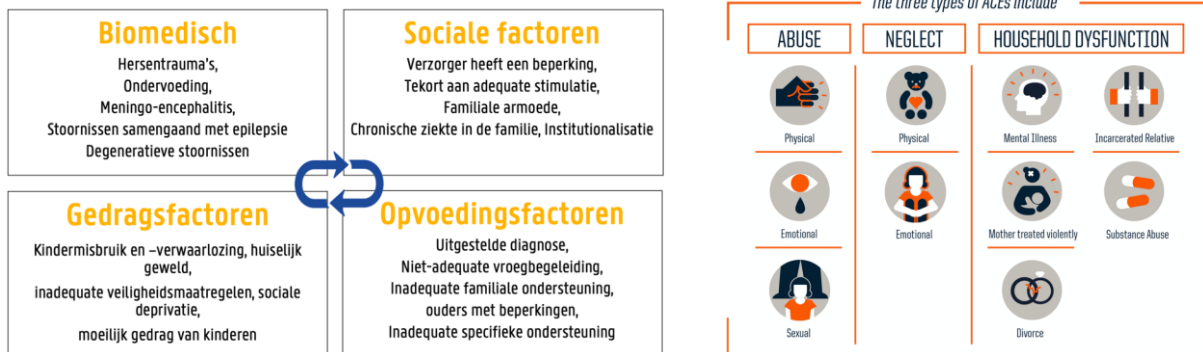 Biomedisch
Hersentrauma's,
Ondervoeding,
Meningo-encephalitis,
Stoornissen samengaand met epilepsie
Degeneratieve stoornissen
Sociale factoren
Verzorger heeft een beperking,
Tekort aan adequate stimulatie,
Familiale armoede,
Chronische ziekte in de familie, Institutionalisatie
Gedragsfactoren
Kindermisbruik en –verwaarlozing, huiselijk
geweld,
inadequate veiligheidsmaatregelen, sociale
deprivatie,
moeilijk gedrag van kinderen
Opvoedingsfactoren
Uitgestelde diagnose,
Niet-adequate vroegbegeleiding,
Inadequate familiale ondersteuning,
ouders met beperkingen,
Inadequate specifieke ondersteuning
The three types of ACEs include
ABUSE
Physical
Emotional
Sexual
NEGLECT
Physical
Emotional
HOUSEHOLD DYSFUNCTION
Mental Illness
Incarcerated Relative
Mother treated violently
Substance Abuse
Divorce